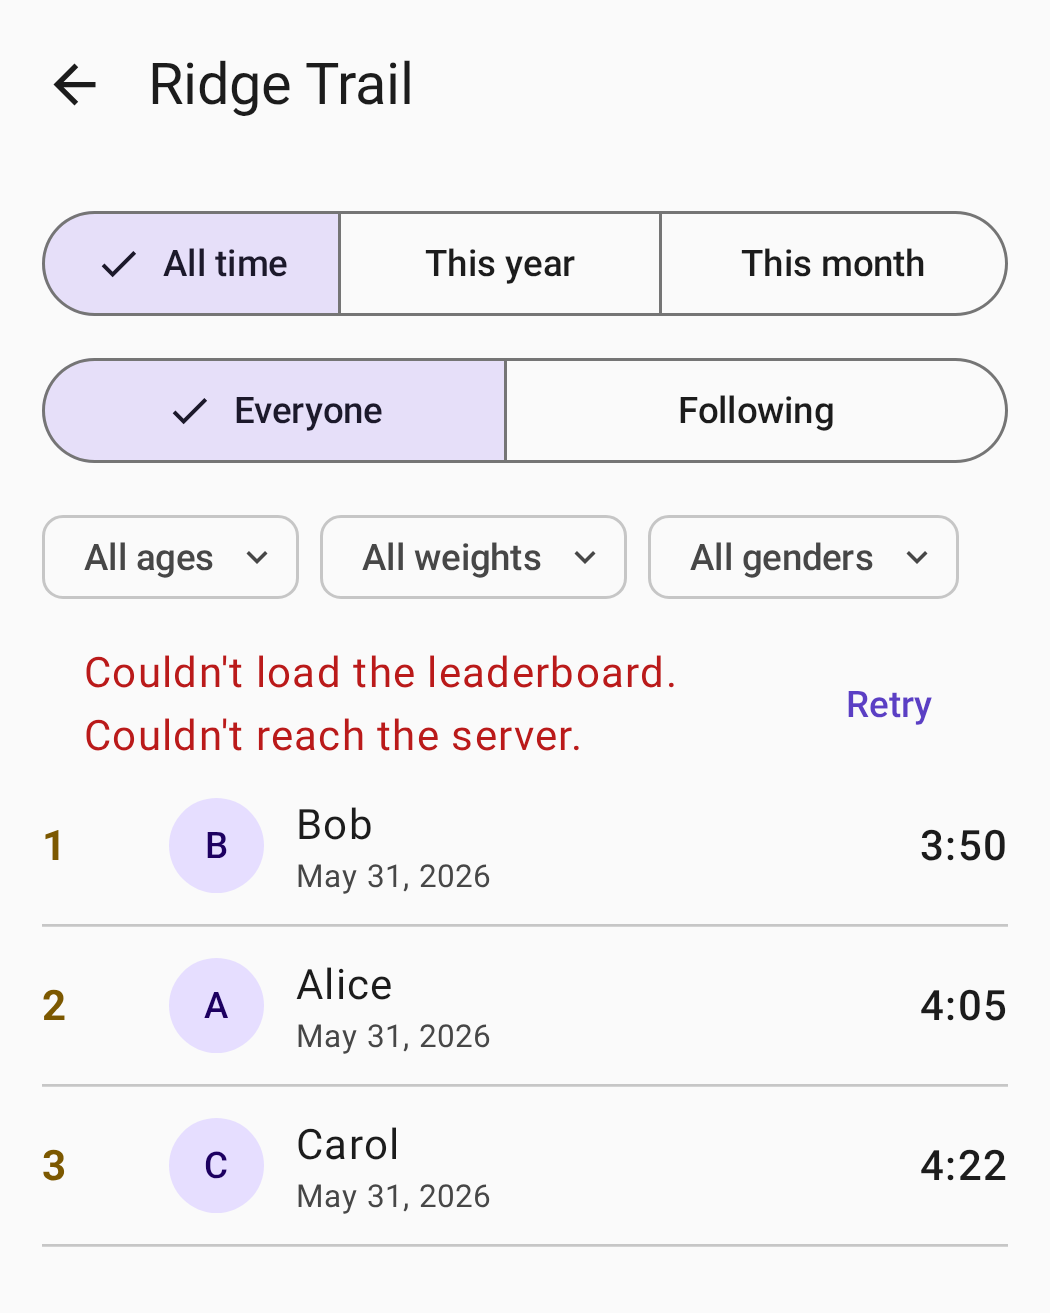 Ridge Trail
All time
This year
This month
Everyone
Following
All ages
All weights
All genders
Couldn't load the leaderboard.
Couldn't reach the server.
Retry
1
B
Bob
May 31, 2026
3:50
2
A
Alice
May 31, 2026
4:05
3
C
Carol
May 31, 2026
4:22